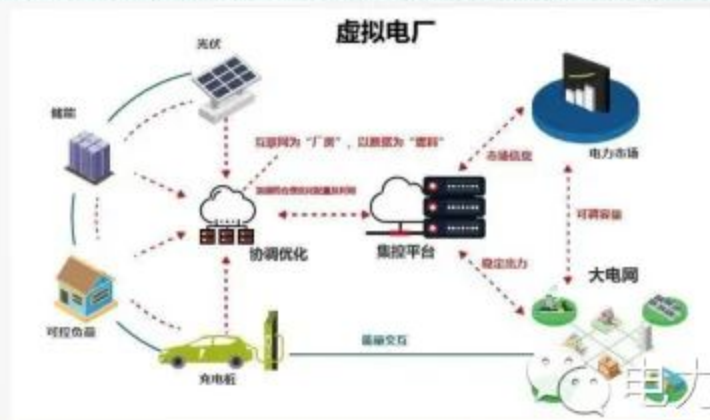 虚拟电厂
光伏
储能
互联网为“厂房”，以数据为“燃料”
市场信息
电力市场
可调容量
协调优化
集控平台
稳定出力
大电网
可控负荷
充电桩
能量交互
电力